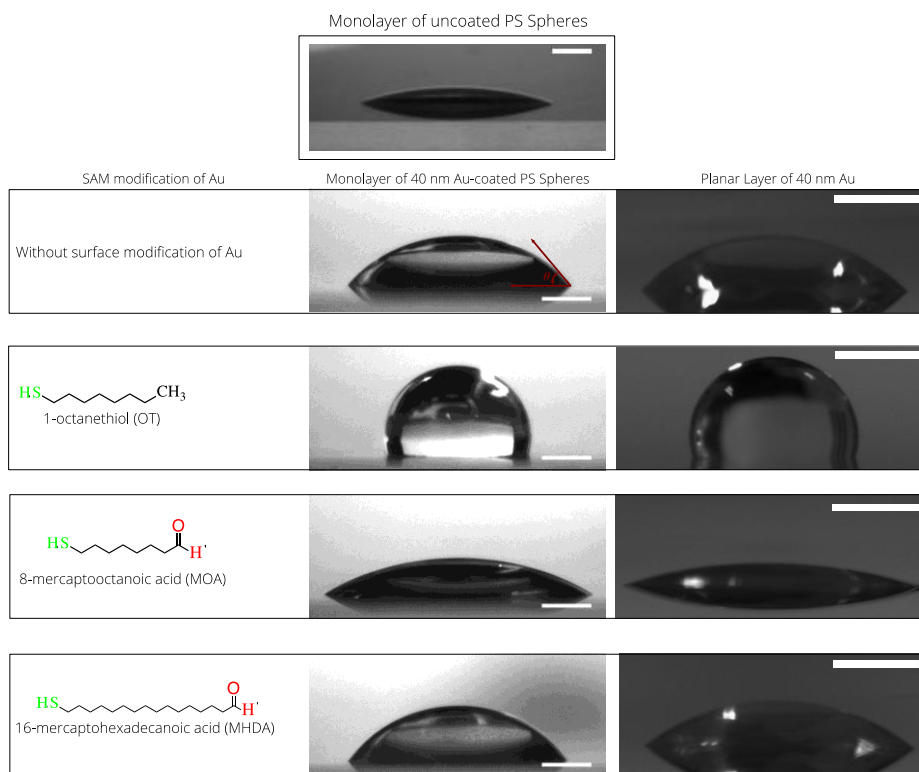 Monolayer of uncoated PS Spheres
SAM modification of Au
Monolayer of 40 nm Au-coated PS Spheres
Planar Layer of 40 nm Au
Without surface modification of Au
HS
CH3
1-octanethiol (OT)
O
HS
H'
8-mercaptooctanoic acid (MOA)
O
HS
H'
16-mercaptohexadecanoic acid (MHDA)